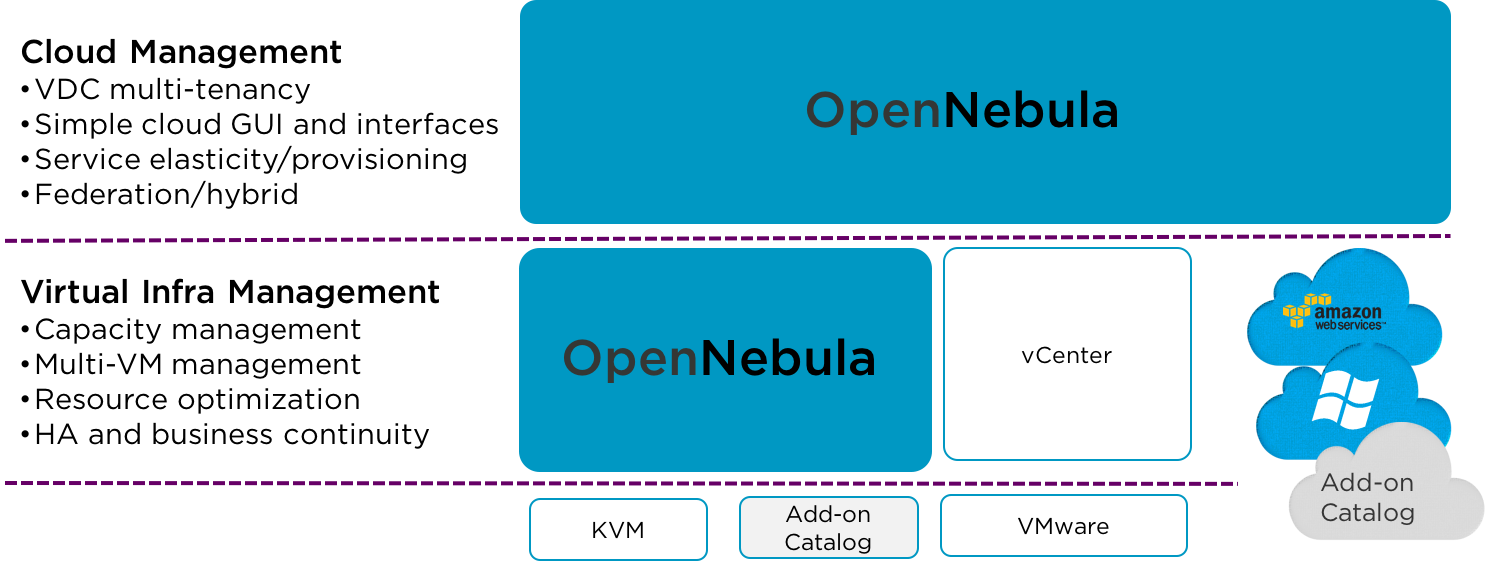 Cloud Management
•VDC multi-tenancy
•Simple cloud GUI and interfaces
•Service elasticity/provisioning
•Federation/hybrid
OpenNebula
Virtual Infra Management
•Capacity management
•Multi-VM management
•Resource optimization
•HA and business continuity
OpenNebula
vCenter
amazon
web services™
Add-on
Catalog
KVM
Add-on
Catalog
VMware